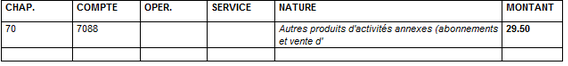 CHAP. COMPTE OPER. SERVICE NATURE MONTANT
70 7088 Autres produits d'activités annexes (abonnements 29.50
et vente d'